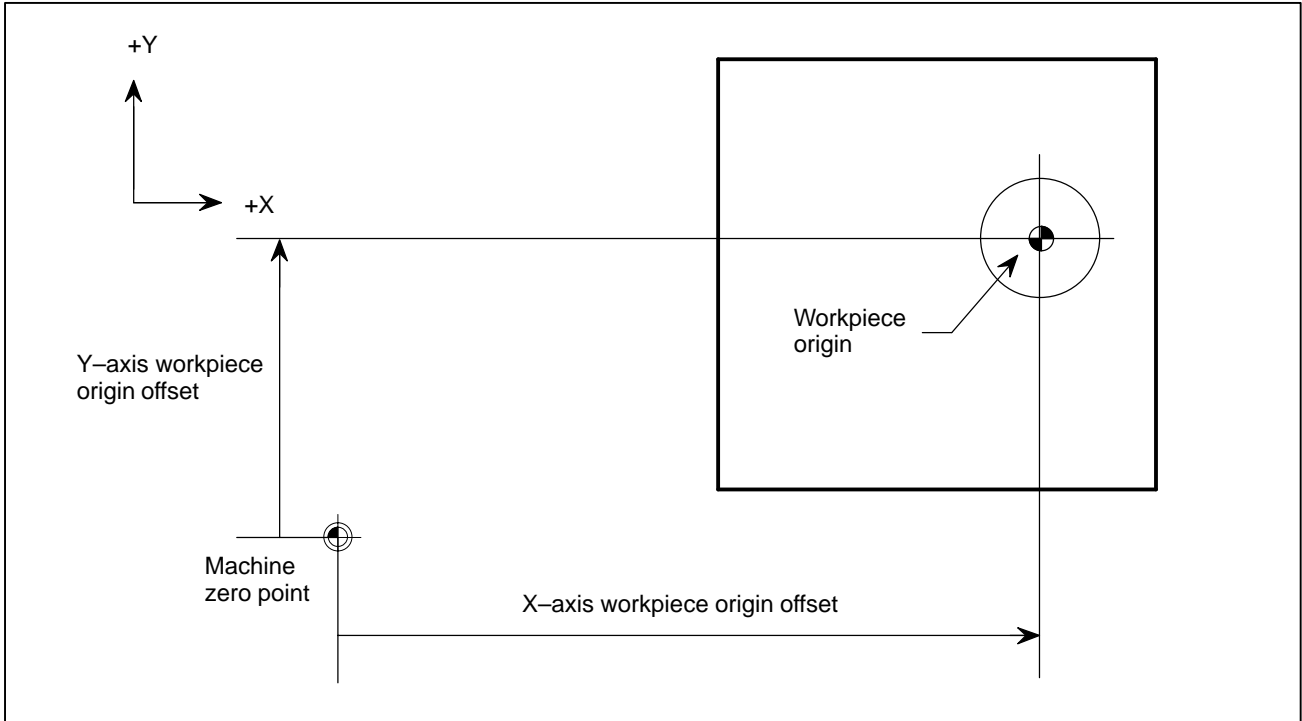 +Y
+X
Workpiece
origin
Y–axis workpiece
origin offset
Machine
zero point
X–axis workpiece origin offset